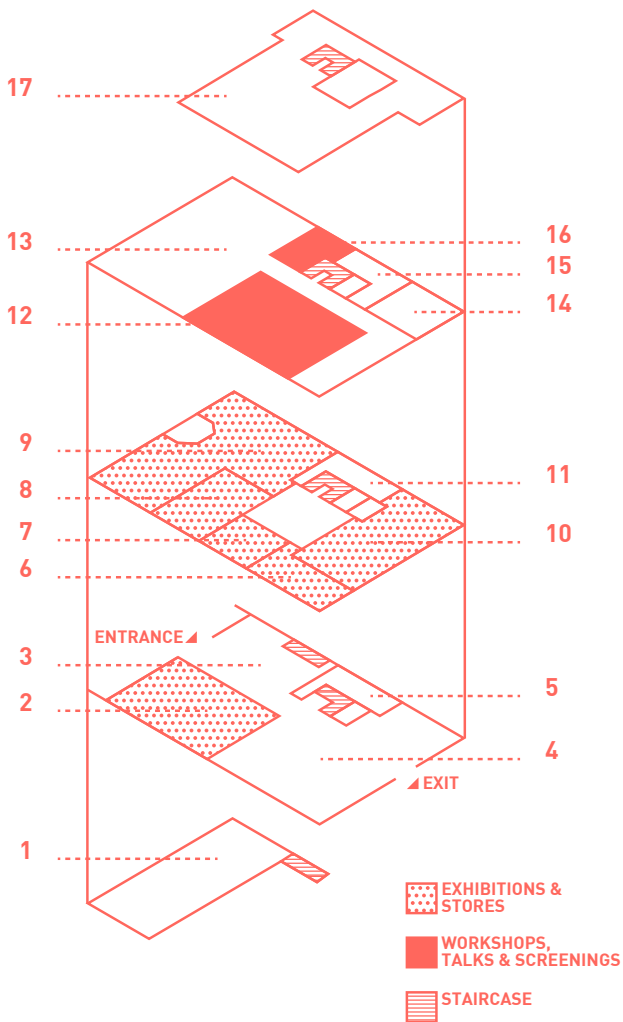 17
13
16
15
14
12
9
8
7
6
11
10
ENTRANCE
3
2
5
4
EXIT
1
EXHIBITIONS &
STORES
WORKSHOPS,
TALKS & SCREENINGS
STAIRCASE